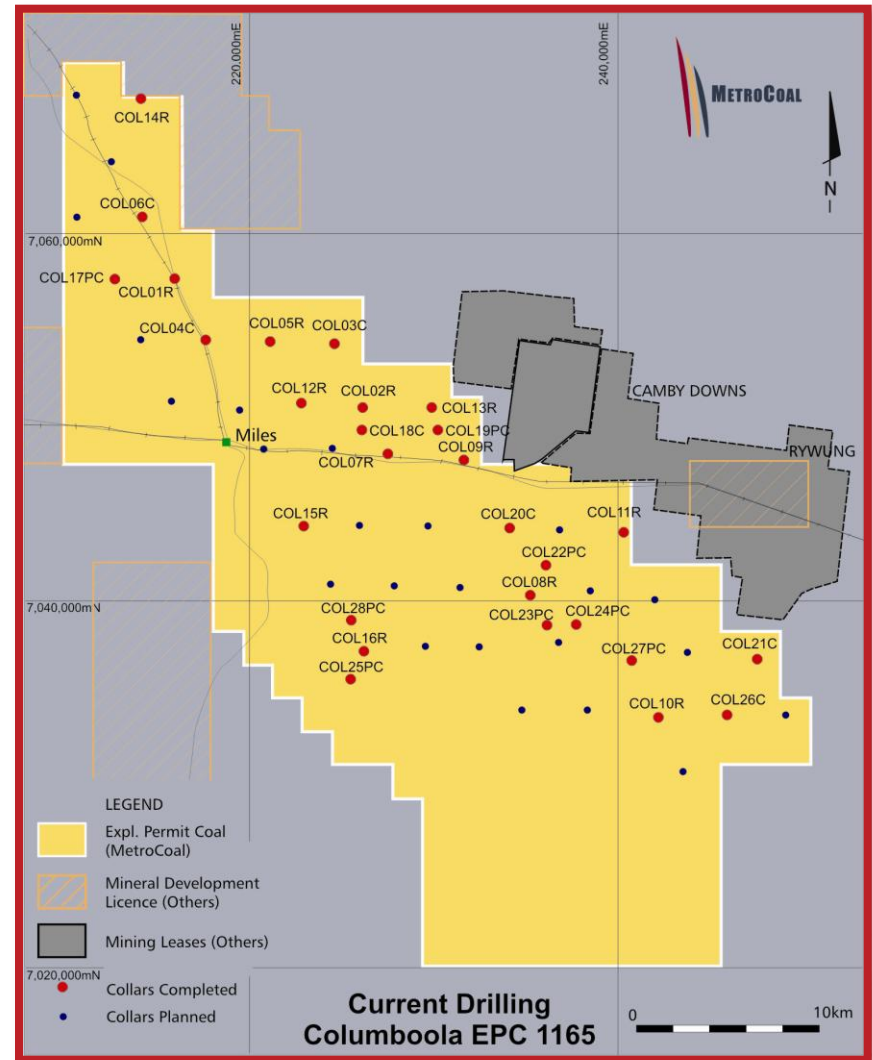 220,000mE
240,000mE
METROCOAL
N
COL14R
COL06C
7,060,000mN
COL17PC
COL01R
COL04C
COL05R
COL03C
CAMBY DOWNS
COL12R
COL02R
COL13R
COL18C
COL19PC
Miles
COL07R
COL09R
RYWUNG
COL15R
COL20C
COL11R
COL22PC
COL08R
7,040,000mN
COL28PC
COL23PC
COL24PC
COL16R
COL27PC
COL21C
COL25PC
COL10R
COL26C
LEGEND
Expl. Permit Coal
(MetroCoal)
Mineral Development
Licence (Others)
Mining Leases (Others)
7,020,000mN
Collars Completed
Collars Planned
Current Drilling
Columboola EPC 1165
0 10km